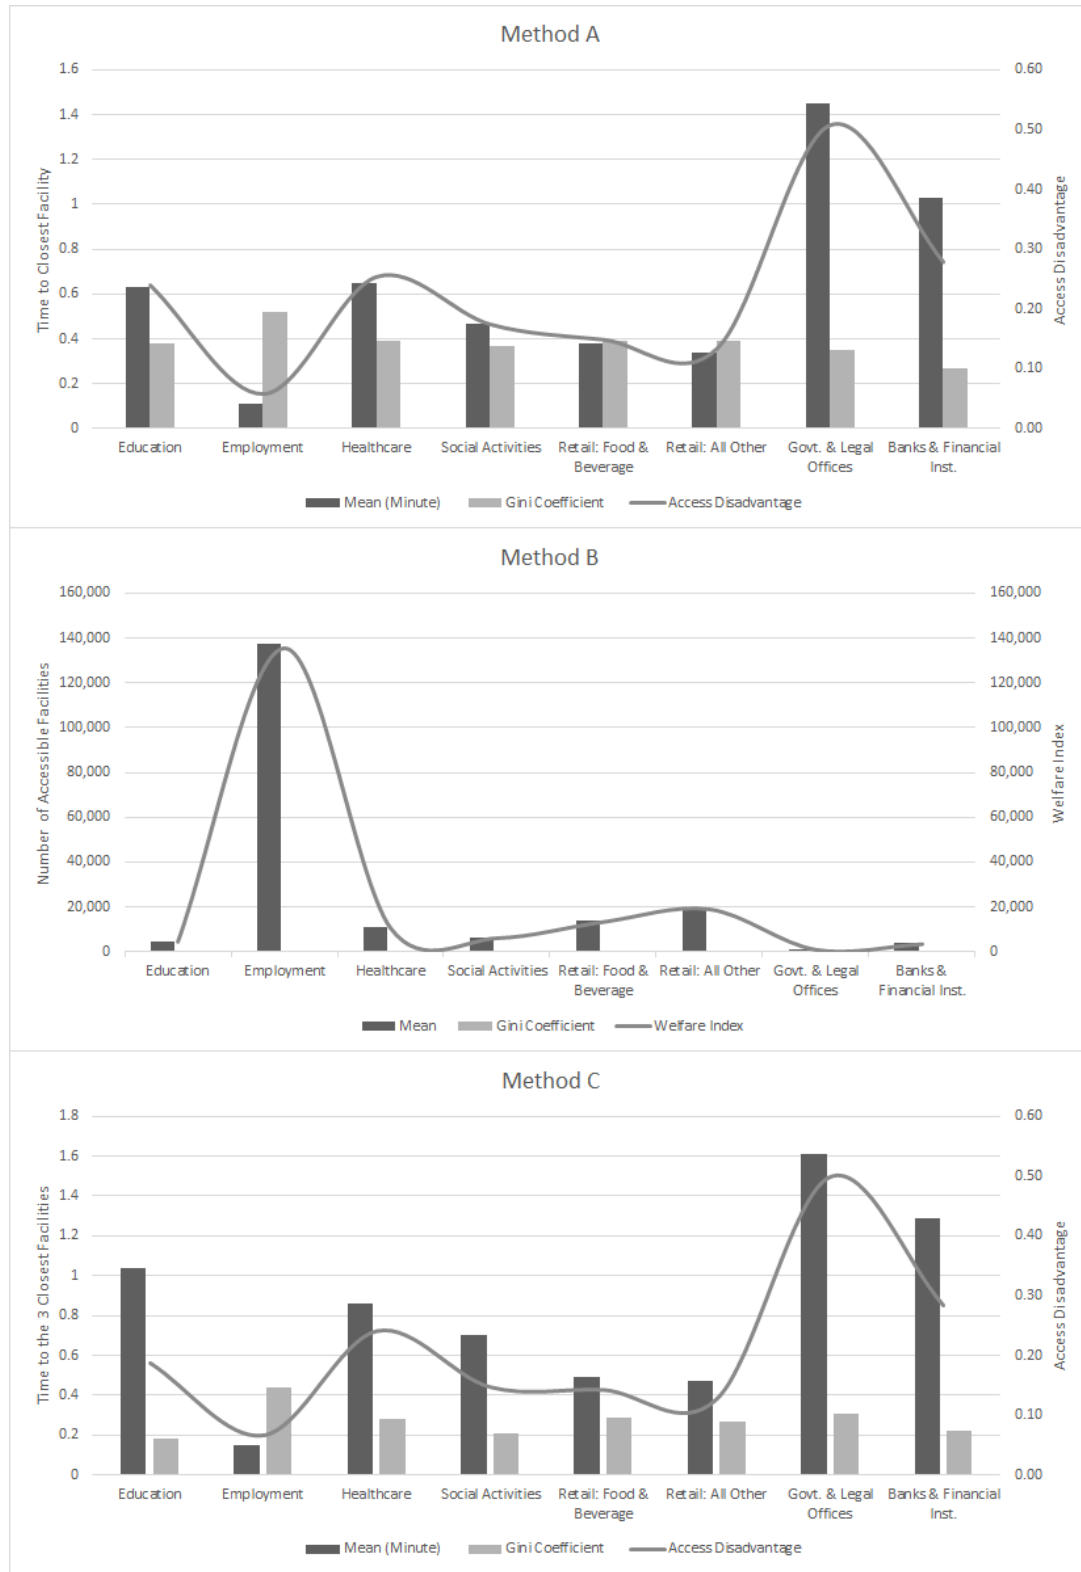 Method A
1.6
1.4
1.2
1
0.8
0.6
0.4
0.2
0
Time to Closest Facility
0.60
0.50
0.40
0.30
0.20
0.10
0.00
Access Disadvantage
Education
Employment
Healthcare
Social Activities
Retail: Food &
Beverage
Retail: All Other
Govt. & Legal
Offices
Banks & Financial
Inst.
Mean (Minute)
Gini Coefficient
Access Disadvantage
Method B
160,000
140,000
120,000
100,000
80,000
60,000
40,000
20,000
0
Number of Accessible Facilities
160,000
140,000
120,000
100,000
80,000
60,000
40,000
20,000
0
Welfare Index
Education
Employment
Healthcare
Social Activities
Retail: Food &
Beverage
Retail: All Other
Govt. & Legal
Offices
Banks &
Financial Inst.
Mean
Gini Coefficient
Welfare Index
Method C
1.8
1.6
1.4
1.2
1
0.8
0.6
0.4
0.2
0
Time to the 3 Closest Facilities
0.60
0.50
0.40
0.30
0.20
0.10
0.00
Access Disadvantage
Education
Employment
Healthcare
Social Activities
Retail: Food &
Beverage
Retail: All Other
Govt. & Legal
Offices
Banks & Financial
Inst.
Mean (Minute)
Gini Coefficient
Access Disadvantage